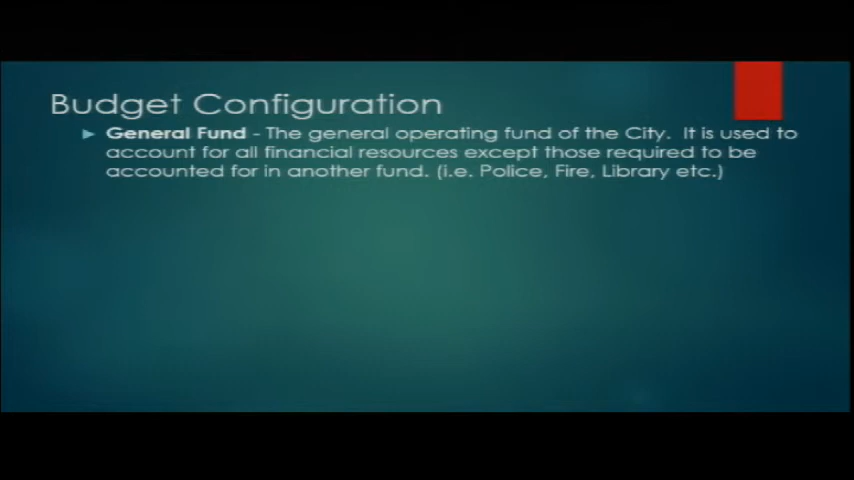 Budget Configuration
General Fund - The general operating fund of the City. It is used to
account for all financial resources except those required to be
accounted for in another fund. (i.e. Police, Fire, Library etc.)